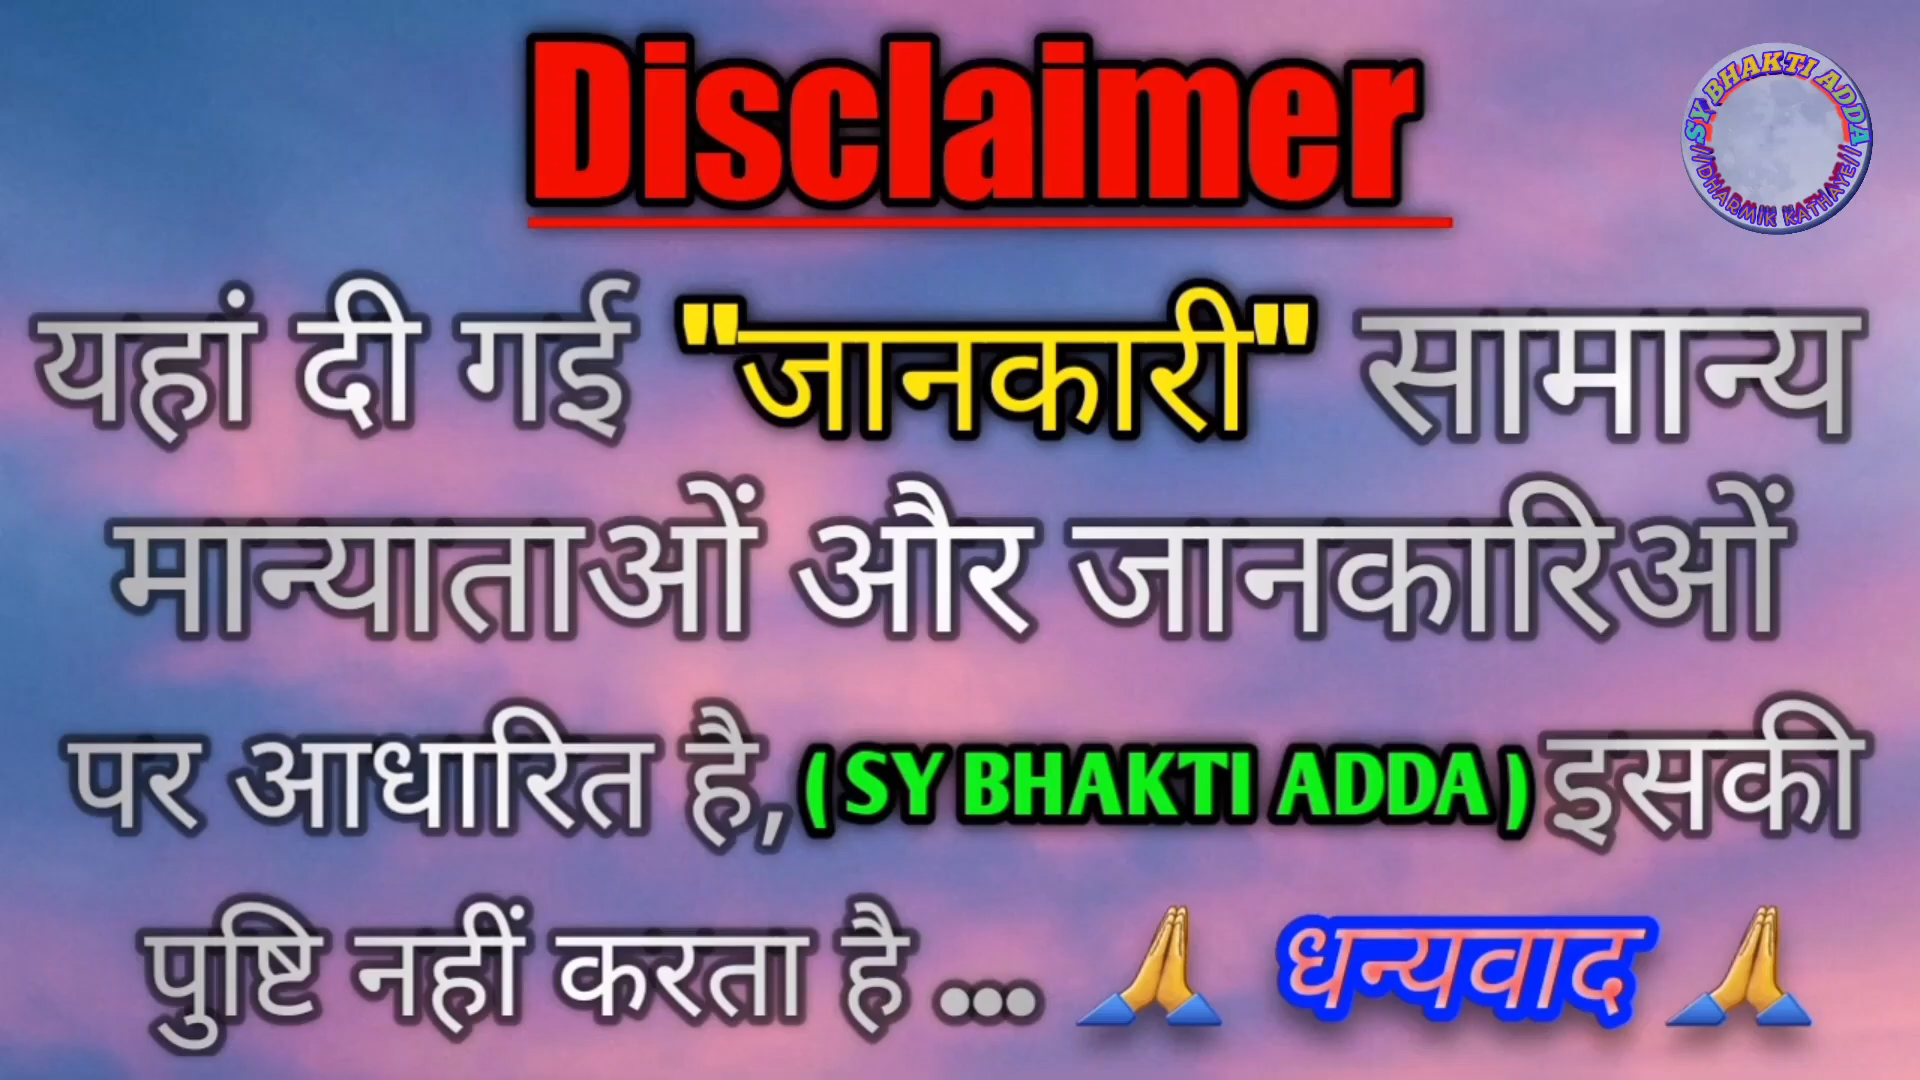 Disclaimer
SY BHAKTI ADDA
//DHARMIK KATHAYE//
यहां दी गई "जानकारी" सामान्य
मान्याताओं और जानकारिओं
पर आधारित है, (SY BHAKTI ADDA) इसकी
पुष्टि नहीं करता है ... 🙏 धन्यवाद 🙏